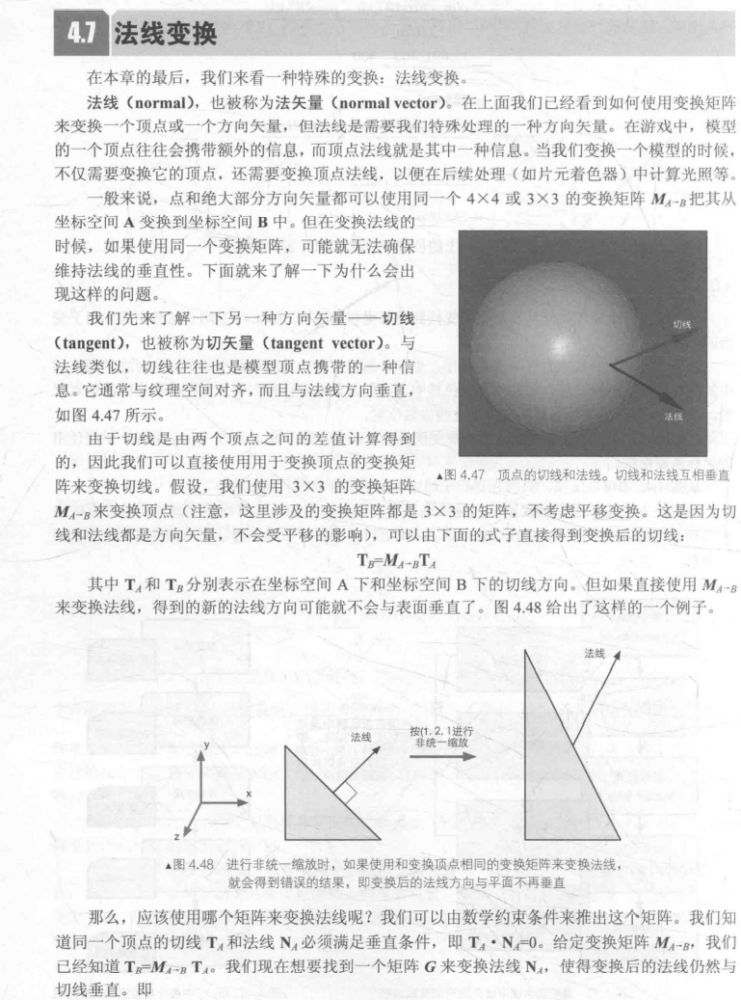 4.7 法线变换
在本章的最后，我们来看一种特殊的变换：法线变换。
法线（normal），也被称为法矢量（normal vector）。在上面我们已经看到如何使用变换矩阵
来变换一个顶点或一个方向矢量，但法线是需要我们特殊处理的一种方向矢量。在游戏中，模型
的一个顶点往往会携带额外的信息，而顶点法线就是其中一种信息。当我们变换一个模型的时候，
不仅需要变换它的顶点，还需要变换顶点法线，以便在后续处理（如片元着色器）中计算光照等。
一般来说，点和绝大部分方向矢量都可以使用同一个 4×4 或 3×3 的变换矩阵 M_A→B 把其从
坐标空间 A 变换到坐标空间 B 中。但在变换法线的
时候，如果使用同一个变换矩阵，可能就无法确保
维持法线的垂直性。下面就来了解一下为什么会出
现这样的问题。
我们先来了解一下另一种方向矢量——切线
（tangent），也被称为切矢量（tangent vector）。与
法线类似，切线往往也是模型顶点携带的一种信
息。它通常与纹理空间对齐，而且与法线方向垂直，
如图 4.47 所示。
切线
法线
▲图 4.47 顶点的切线和法线。切线和法线互相垂直
由于切线是由两个顶点之间的差值计算得到
的，因此我们可以直接使用用于变换顶点的变换矩
阵来变换切线。假设，我们使用 3×3 的变换矩阵
M_A→B 来变换顶点（注意，这里涉及的变换矩阵都是 3×3 的矩阵，不考虑平移变换。这是因为切
线和法线都是方向矢量，不会受平移的影响），可以由下面的式子直接得到变换后的切线：
T_B=M_A→B T_A
其中 T_A 和 T_B 分别表示在坐标空间 A 下和坐标空间 B 下的切线方向。但如果直接使用 M_A→B
来变换法线，得到的新的法线方向可能就不会与表面垂直了。图 4.48 给出了这样的一个例子。
y
x
z
法线
按(1, 2, 1进行
非统一缩放
法线
▲图 4.48 进行非统一缩放时，如果使用和变换顶点相同的变换矩阵来变换法线，
就会得到错误的结果，即变换后的法线方向与平面不再垂直
那么，应该使用哪个矩阵来变换法线呢？我们可以由数学约束条件来推出这个矩阵。我们知
道同一个顶点的切线 T_A 和法线 N_A 必须满足垂直条件，即 T_A·N_A=0。给定变换矩阵 M_A→B，我们
已经知道 T_B=M_A→B T_A。我们现在想要找到一个矩阵 G 来变换法线 N_A，使得变换后的法线仍然与
切线垂直。即